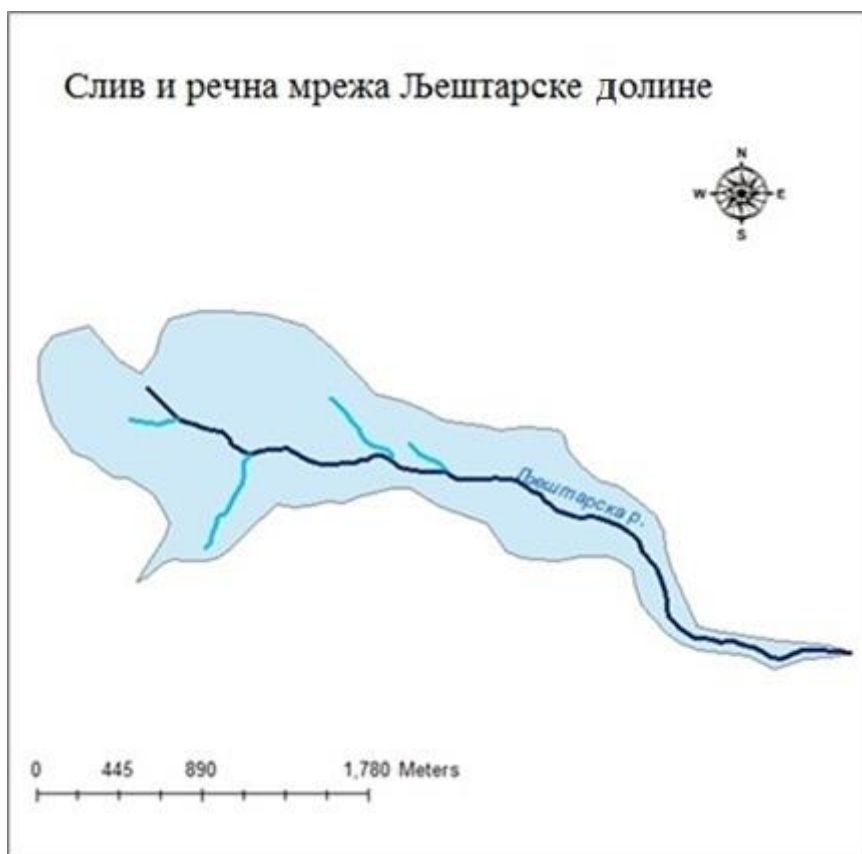 Слив и речна мрежа Љештарске долине
N
W E
S
Љештарска р.
0 445 890 1,780 Meters